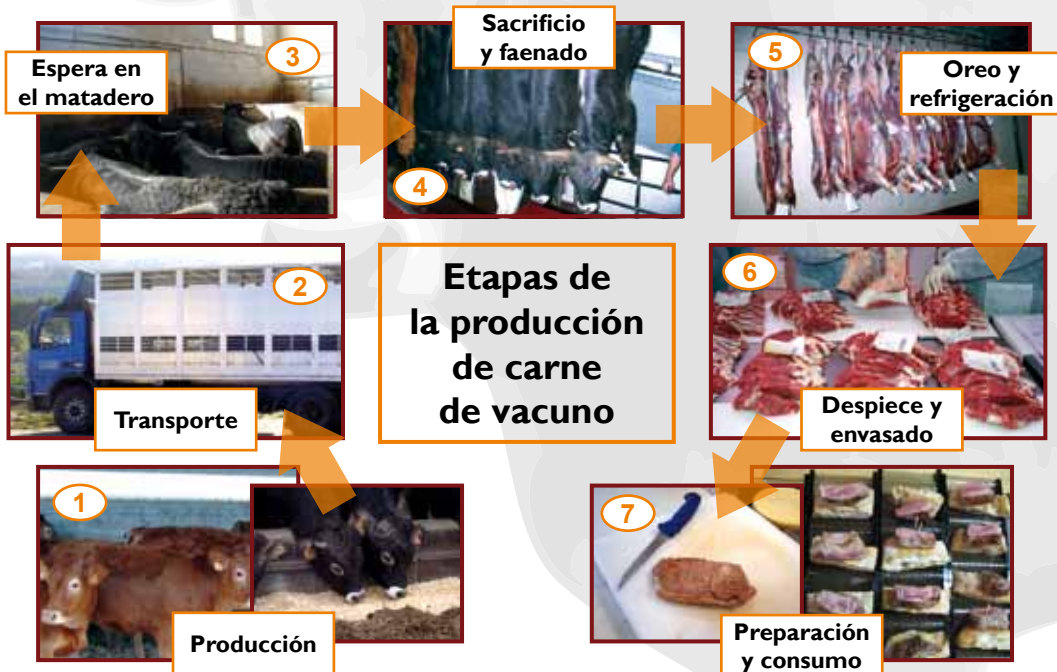 Etapas de
la producción
de carne
de vacuno
1
Producción
2
Transporte
3
Espera en
el matadero
4
Sacrificio
y faenado
5
Oreo y
refrigeración
6
Despiece y
envasado
7
Preparación
y consumo